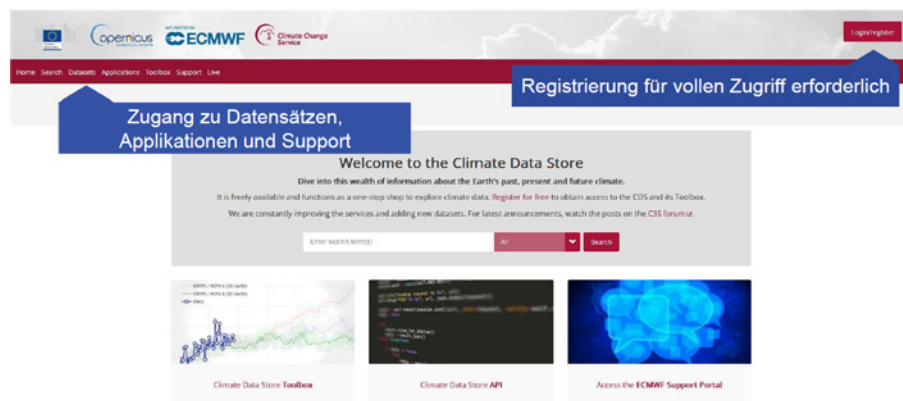 Copernicus
ECMWF
Climate Change
Service
Login/register
Home Search Datasets Applications Toolbox Support Live
Registrierung für vollen Zugriff erforderlich
Zugang zu Datensätzen,
Applikationen und Support
Welcome to the Climate Data Store
Dive into this wealth of information about the Earth's past, present and future climate.
It is freely available and functions as a one-stop shop to explore climate data. Register for free to obtain access to the CDS and its Toolbox.
We are constantly improving the services and adding new datasets. For latest announcements, watch the posts on the C3S forum.
Enter search term(s)
All
Search
Climate Data Store Toolbox
Climate Data Store API
Access the ECMWF Support Portal